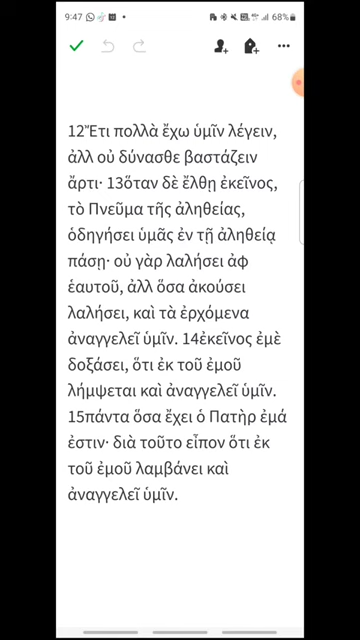 9:47 68%
12Ἔτι πολλὰ ἔχω ὑμῖν λέγειν,
ἀλλ οὐ δύνασθε βαστάζειν
ἄρτι· 13ὅταν δὲ ἔλθῃ ἐκεῖνος,
τὸ Πνεῦμα τῆς ἀληθείας,
ὁδηγήσει ὑμᾶς ἐν τῇ ἀληθείᾳ
πάσῃ· οὐ γὰρ λαλήσει ἀφ
ἑαυτοῦ, ἀλλ ὅσα ἀκούσει
λαλήσει, καὶ τὰ ἐρχόμενα
ἀναγγελεῖ ὑμῖν. 14ἐκεῖνος ἐμὲ
δοξάσει, ὅτι ἐκ τοῦ ἐμοῦ
λήμψεται καὶ ἀναγγελεῖ ὑμῖν.
15πάντα ὅσα ἔχει ὁ Πατὴρ ἐμά
ἐστιν· διὰ τοῦτο εἶπον ὅτι ἐκ
τοῦ ἐμοῦ λαμβάνει καὶ
ἀναγγελεῖ ὑμῖν.